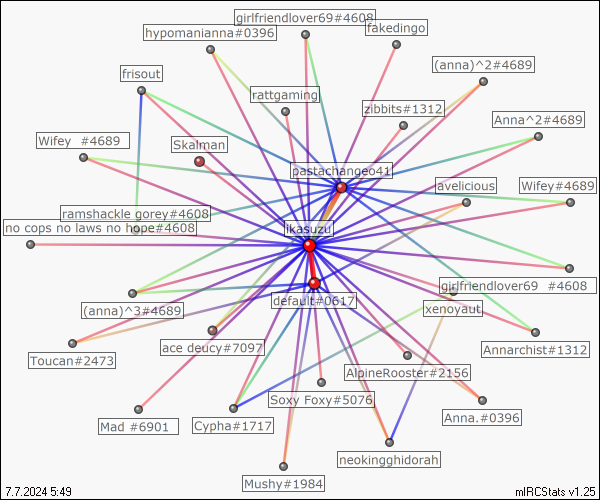 girlfriendlover69#4608
hypomanianna#0396
fakedingo
frisout
(anna)^2#4689
rattgaming
zibbits#1312
Anna^2#4689
Wifey  #4689
Skalman
pastachangeo41
avelicious
Wifey#4689
ramshackle gorey#4608
no cops no laws no hope#4608
ikasuzu
girlfriendlover69  #4608
default#0617
(anna)^3#4689
xenoyaut
Toucan#2473
ace deucy#7097
Annarchist#1312
AlpineRooster#2156
Soxy Foxy#5076
Mad #6901
Cypha#1717
Anna.#0396
neokingghidorah
Mushy#1984
7.7.2024 5:49
mIRCStats v1.25